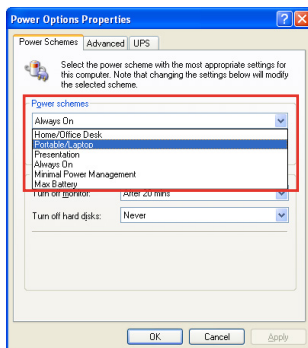 Power Options Properties
Power Schemes Advanced UPS
Select the power scheme with the most appropriate settings for
this computer. Note that changing the settings below will modify
the selected scheme.
Power schemes
Always On
Home/Office Desk
Portable/Laptop
Presentation
Always On
Minimal Power Management
Max Battery
Turn off monitor: After 20 mins
Turn off hard disks: Never
OK Cancel Apply